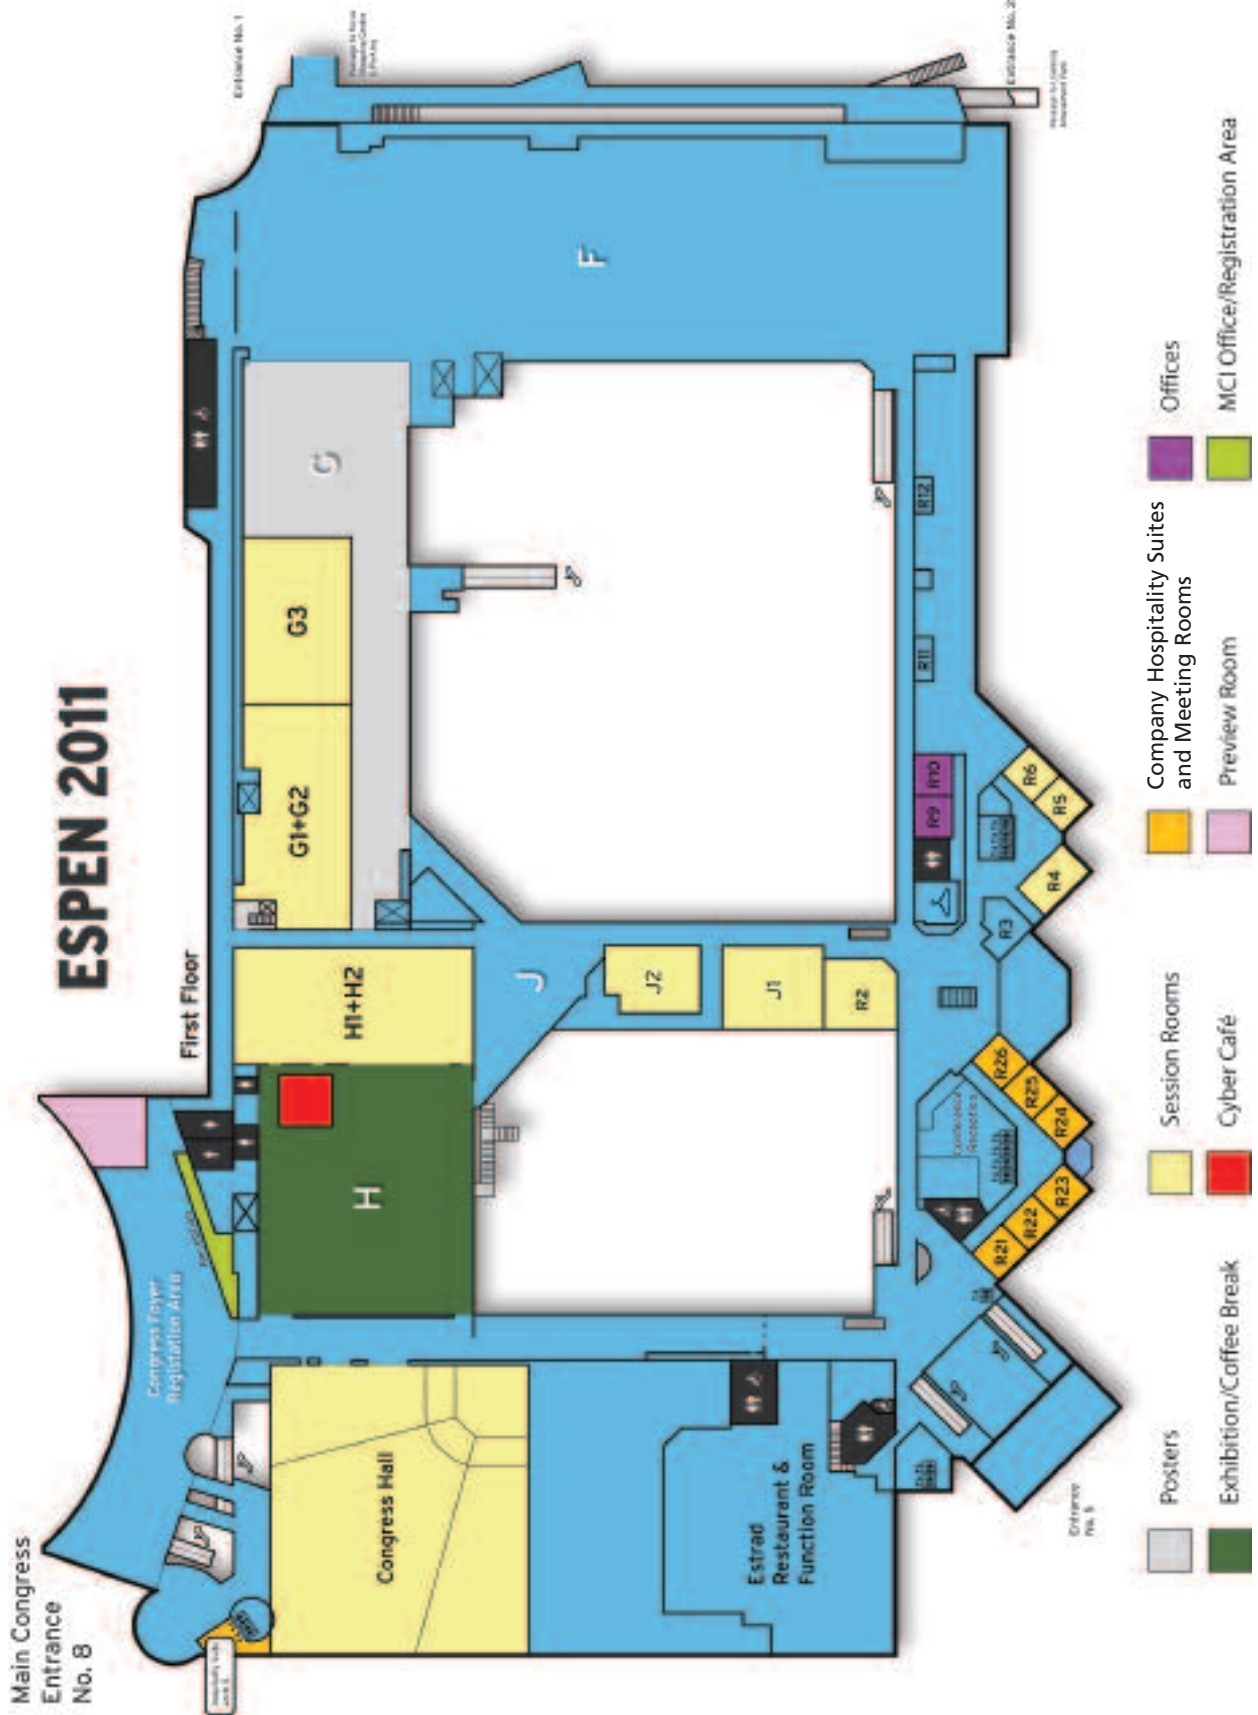 ESPEN 2011
First Floor
Main Congress
Entrance
No. 8
Entrance No. 1
Entrance No. 2
Congress Foyer
Registation Area
G
G3
G1+G2
H1+H2
H
F
J
J2
J1
R2
Congress Hall
Estrad
Restaurant &
Function Room
Conference
Reception
R12
R11
R10
R9
R6
R5
R4
R3
R26
R25
R24
R23
R22
R21
Entrance
No. 5
Posters
Exhibition/Coffee Break
Session Rooms
Cyber Café
Company Hospitality Suites
and Meeting Rooms
Preview Room
Offices
MCI Office/Registration Area